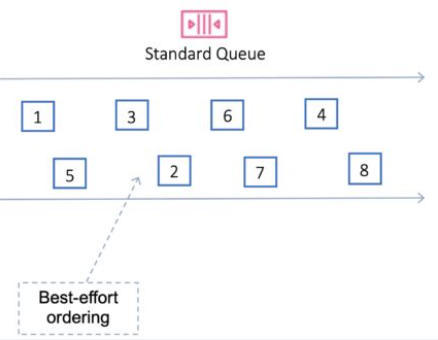 Standard Queue
1 3 6 4
5 2 7 8
Best-effort
ordering